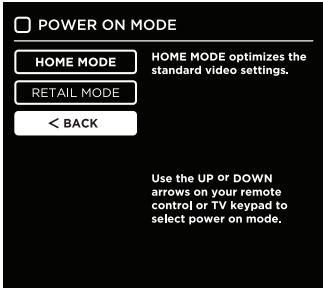 POWER ON MODE
HOME MODE
HOME MODE optimizes the
standard video settings.
RETAIL MODE
< BACK
Use the UP or DOWN
arrows on your remote
control or TV keypad to
select power on mode.